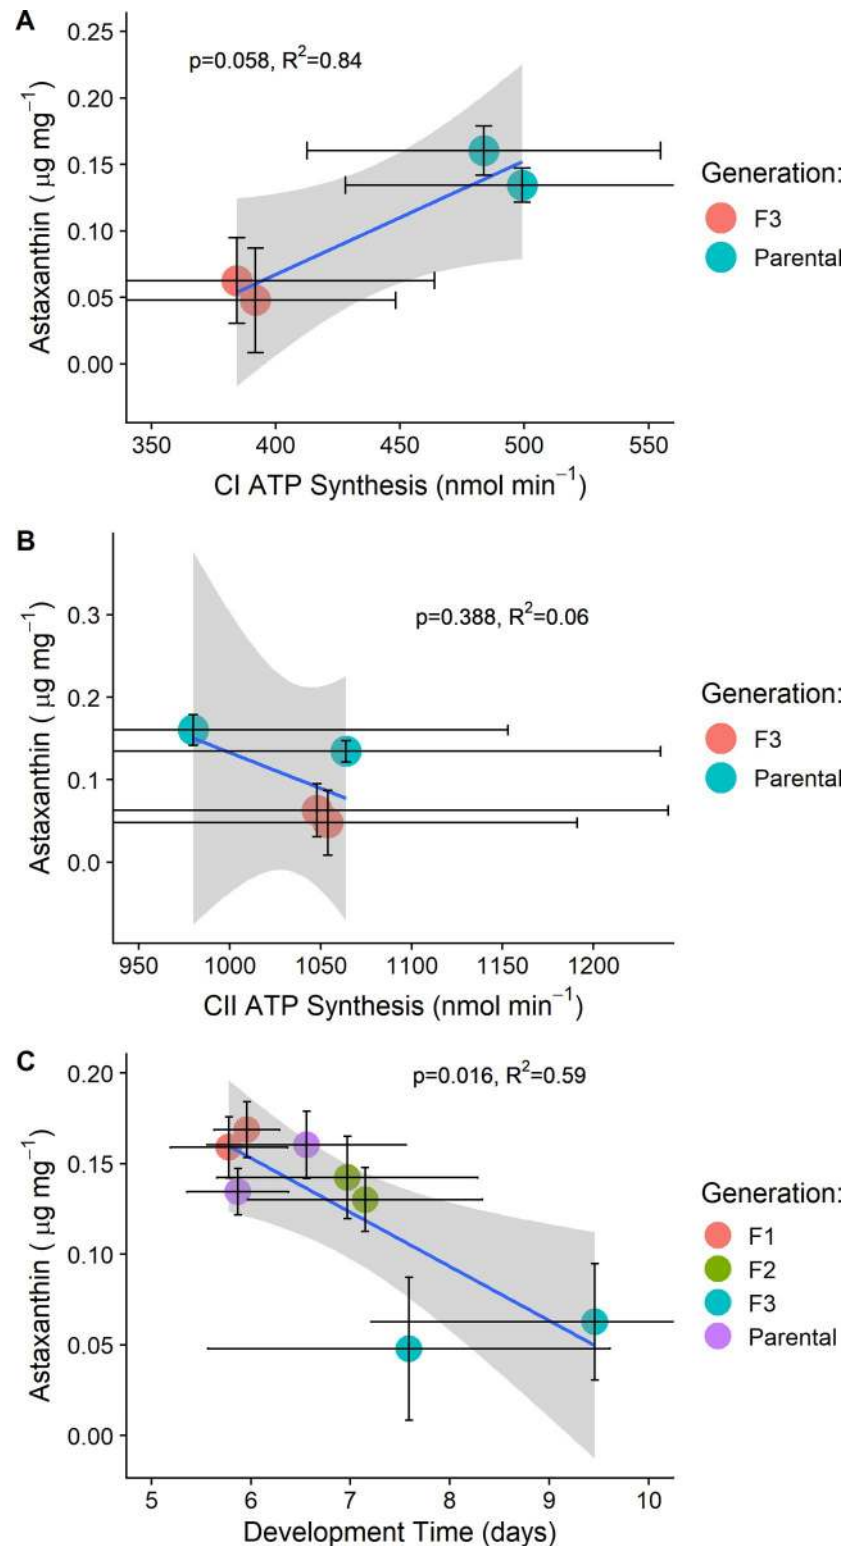 A
p=0.058, R²=0.84
0.25
0.20
0.15
0.10
0.05
0.00
Astaxanthin ( µg mg⁻¹)
350 400 450 500 550
CI ATP Synthesis (nmol min⁻¹)
Generation:
F3
Parental
B
p=0.388, R²=0.06
0.3
0.2
0.1
0.0
Astaxanthin ( µg mg⁻¹)
950 1000 1050 1100 1150 1200
CII ATP Synthesis (nmol min⁻¹)
Generation:
F3
Parental
C
p=0.016, R²=0.59
0.20
0.15
0.10
0.05
0.00
Astaxanthin ( µg mg⁻¹)
5 6 7 8 9 10
Development Time (days)
Generation:
F1
F2
F3
Parental